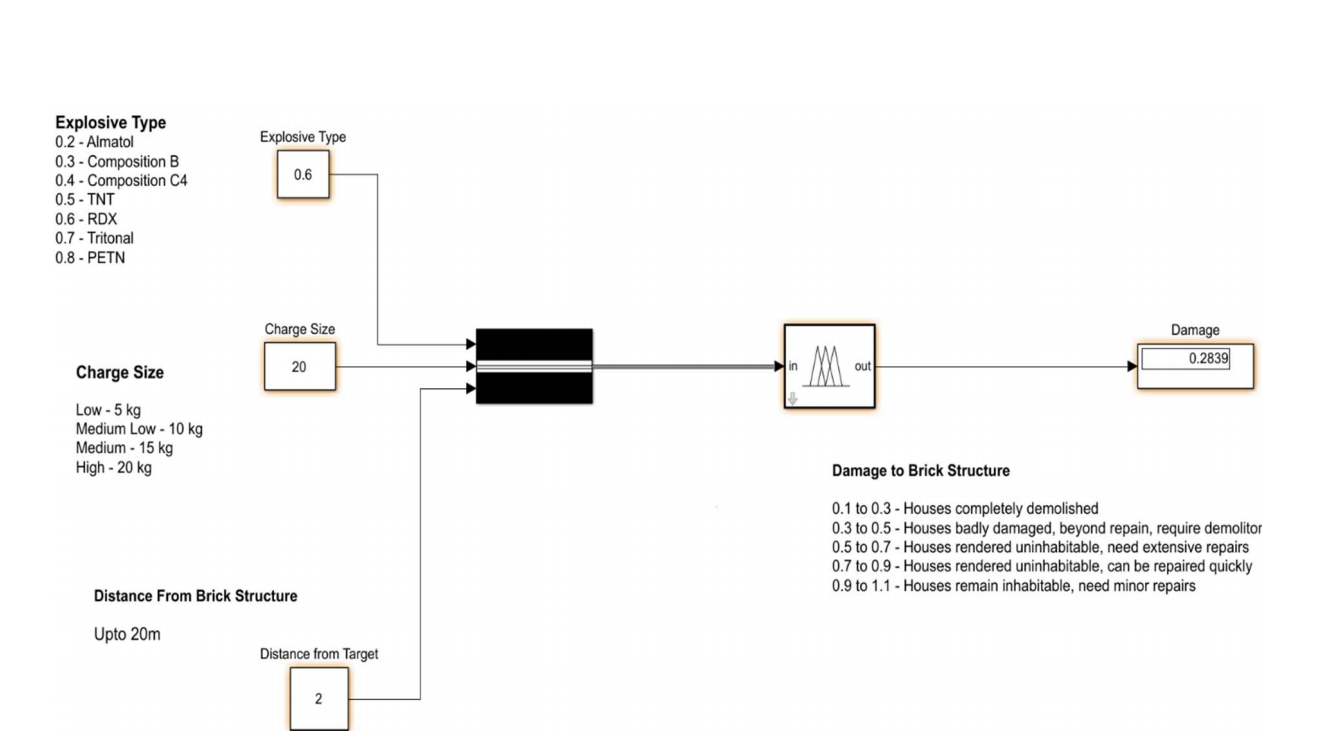 Explosive Type
0.2 - Almatol
0.3 - Composition B
0.4 - Composition C4
0.5 - TNT
0.6 - RDX
0.7 - Tritonal
0.8 - PETN
Explosive Type
0.6
Charge Size
20
Charge Size
Low - 5 kg
Medium Low - 10 kg
Medium - 15 kg
High - 20 kg
in
out
Damage
0.2839
Damage to Brick Structure
0.1 to 0.3 - Houses completely demolished
0.3 to 0.5 - Houses badly damaged, beyond repair, require demolitor
0.5 to 0.7 - Houses rendered uninhabitable, need extensive repairs
0.7 to 0.9 - Houses rendered uninhabitable, can be repaired quickly
0.9 to 1.1 - Houses remain inhabitable, need minor repairs
Distance From Brick Structure
Upto 20m
Distance from Target
2